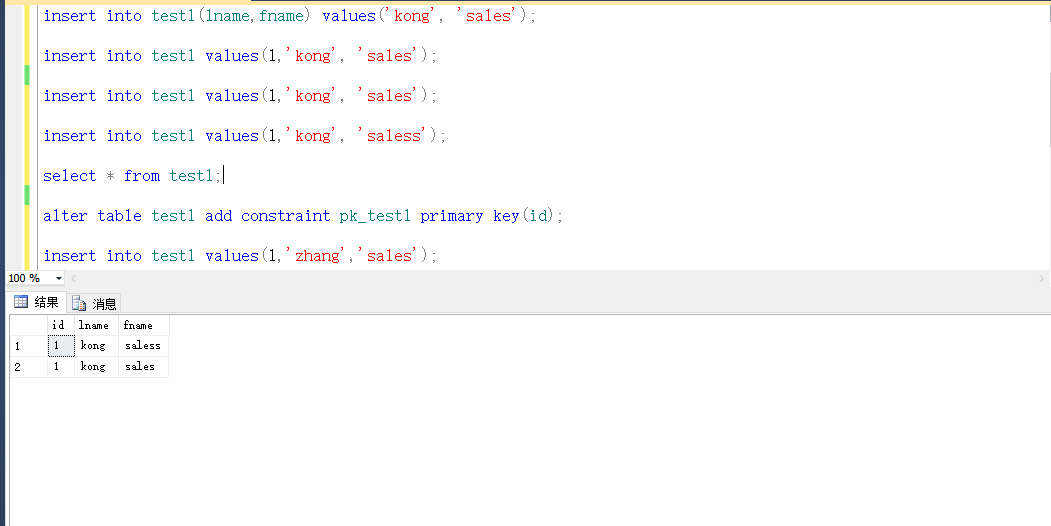 insert into test1(lname,fname) values('kong', 'sales');
insert into test1 values(1,'kong', 'sales');
insert into test1 values(1,'kong', 'sales');
insert into test1 values(1,'kong', 'saless');
select * from test1;
alter table test1 add constraint pk_test1 primary key(id);
insert into test1 values(1,'zhang','sales');
100 %
结果 消息
id lname fname
1 1 kong saless
2 1 kong sales